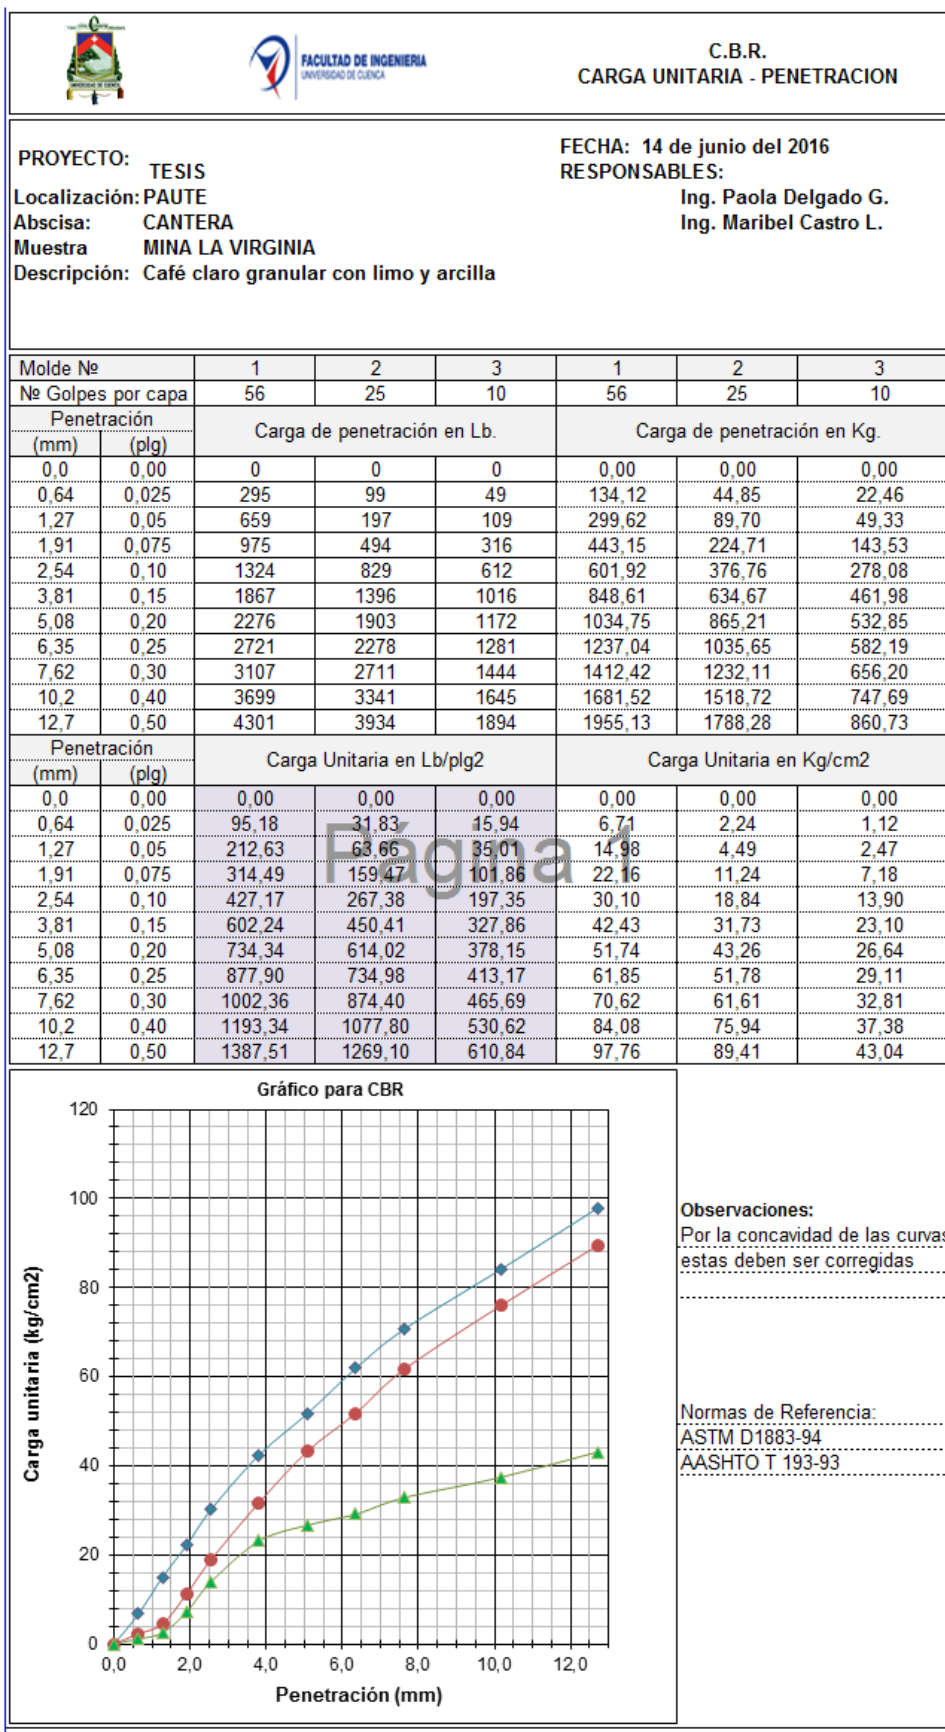 FACULTAD DE INGENIERIA
UNIVERSIDAD DE CUENCA
C.B.R.
CARGA UNITARIA - PENETRACION
PROYECTO: TESIS
Localización: PAUTE
Abscisa: CANTERA
Muestra MINA LA VIRGINIA
Descripción: Café claro granular con limo y arcilla
FECHA: 14 de junio del 2016
RESPONSABLES:
Ing. Paola Delgado G.
Ing. Maribel Castro L.
Molde Nº 1 2 3 1 2 3
Nº Golpes por capa 56 25 10 56 25 10
Penetración Carga de penetración en Lb. Carga de penetración en Kg.
(mm) (plg)
0,0 0,00 0 0 0 0,00 0,00 0,00
0,64 0,025 295 99 49 134,12 44,85 22,46
1,27 0,05 659 197 109 299,62 89,70 49,33
1,91 0,075 975 494 316 443,15 224,71 143,53
2,54 0,10 1324 829 612 601,92 376,76 278,08
3,81 0,15 1867 1396 1016 848,61 634,67 461,98
5,08 0,20 2276 1903 1172 1034,75 865,21 532,85
6,35 0,25 2721 2278 1281 1237,04 1035,65 582,19
7,62 0,30 3107 2711 1444 1412,42 1232,11 656,20
10,2 0,40 3699 3341 1645 1681,52 1518,72 747,69
12,7 0,50 4301 3934 1894 1955,13 1788,28 860,73
Penetración Carga Unitaria en Lb/plg2 Carga Unitaria en Kg/cm2
(mm) (plg)
0,0 0,00 0,00 0,00 0,00 0,00 0,00 0,00
0,64 0,025 95,18 31,83 15,94 6,71 2,24 1,12
1,27 0,05 212,63 63,66 35,01 14,98 4,49 2,47
1,91 0,075 314,49 159,47 101,86 22,16 11,24 7,18
2,54 0,10 427,17 267,38 197,35 30,10 18,84 13,90
3,81 0,15 602,24 450,41 327,86 42,43 31,73 23,10
5,08 0,20 734,34 614,02 378,15 51,74 43,26 26,64
6,35 0,25 877,90 734,98 413,17 61,85 51,78 29,11
7,62 0,30 1002,36 874,40 465,69 70,62 61,61 32,81
10,2 0,40 1193,34 1077,80 530,62 84,08 75,94 37,38
12,7 0,50 1387,51 1269,10 610,84 97,76 89,41 43,04
Página 1
Gráfico para CBR
120
100
80
60
40
20
0
0,0 2,0 4,0 6,0 8,0 10,0 12,0
Carga unitaria (kg/cm2)
Penetración (mm)
Observaciones:
Por la concavidad de las curvas
estas deben ser corregidas
Normas de Referencia:
ASTM D1883-94
AASHTO T 193-93